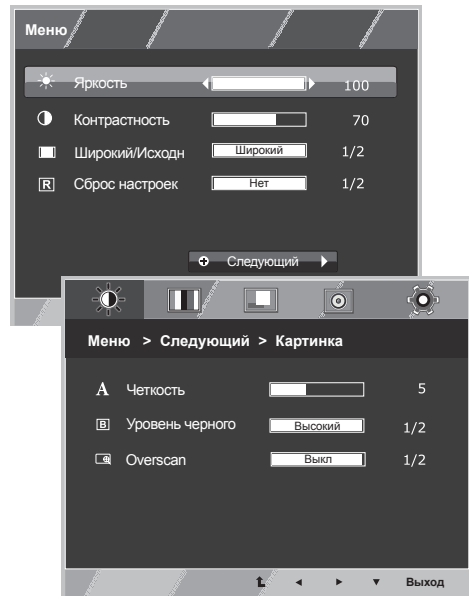 Меню
Яркость 100
Контрастность 70
Широкий/Исходн Широкий 1/2
R Сброс настроек Нет 1/2
Следующий
Меню > Следующий > Картинка
A Четкость 5
B Уровень черного Высокий 1/2
Overscan Выкл 1/2
Выход